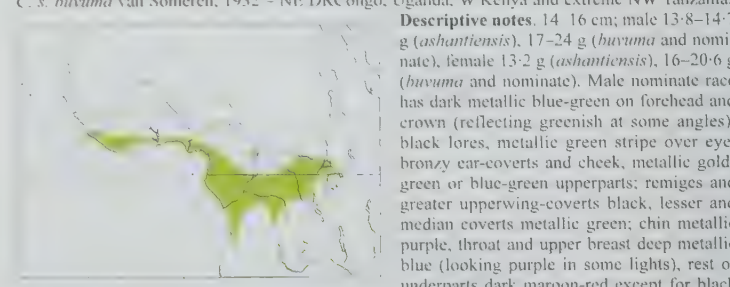 C. s. buvuma van Someren, 1932 – NE DRCongo, Uganda, W Kenya and extreme NW Tanzania.
Descriptive notes. 14–16 cm; male 13·8–14·7
g (ashantiensis), 17–24 g (buvuma and nomi-
nate), female 13·2 g (ashantiensis), 16–20·6 g
(buvuma and nominate). Male nominate race
has dark metallic blue-green on forehead and
crown (reflecting greenish at some angles),
black lores, metallic green stripe over eye,
bronzy ear-coverts and cheek, metallic gold-
green or blue-green upperparts; remiges and
greater upperwing-coverts black, lesser and
median coverts metallic green; chin metallic
purple, throat and upper breast deep metallic
blue (looking purple in some lights), rest of
underparts dark maroon-red except for black